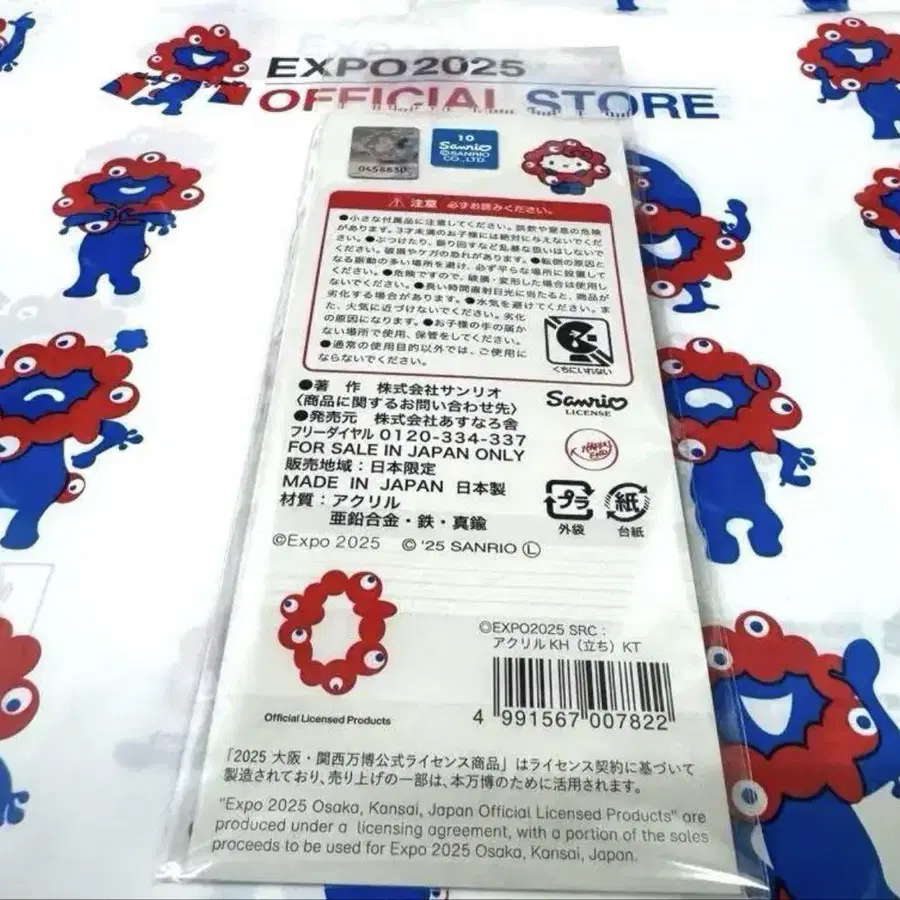 EXPO2025
OFFICIAL STORE
10
Sanrio
©SANRIO
CO.,LTD.
注意 必ずお読みください。
●小さな付属品に注意してください。誤飲や窒息の危険
があります。3才未満のお子様には絶対に与えないでくだ
さい。●ぶつけたり、振り回すなど乱暴な扱いはしないで
ください。破損やケガの恐れがあります。●転倒の原因と
なる振動の多い場所を避け、必ず平らな場所に設置して
ください。●危険ですので、破損・変形した場合は使用し
ないでください。●長い時間直射日光に当たると、商品が
劣化する場合があります。●水気を避けてください。ま
た、火気に近づけないでください。劣化
の原因になります。●お子様の手の届か
ない場所で使用、保管をしてください。
●通常の目的以外では、ご使用に
ならないでください。
くちにいれない
●著 作 株式会社サンリオ
〈商品に関するお問い合わせ先〉
●発売元 株式会社あすなろ舎
フリーダイヤル 0120-334-337
FOR SALE IN JAPAN ONLY
販売地域：日本限定
MADE IN JAPAN 日本製
材質：アクリル
亜鉛合金・鉄・真鍮
Sanrio
LICENSE
プラ
外袋
紙
台紙
©Expo 2025 © '25 SANRIO Ⓛ
©EXPO2025 SRC :
アクリルKH（立ち）KT
4 991567 007822
Official Licensed Products
「2025 大阪・関西万博公式ライセンス商品」はライセンス契約に基づいて
製造されており、売り上げの一部は、本万博のために活用されます。
"Expo 2025 Osaka, Kansai, Japan Official Licensed Products" are
produced under a licensing agreement, with a portion of the sales
proceeds to be used for Expo 2025 Osaka, Kansai, Japan.